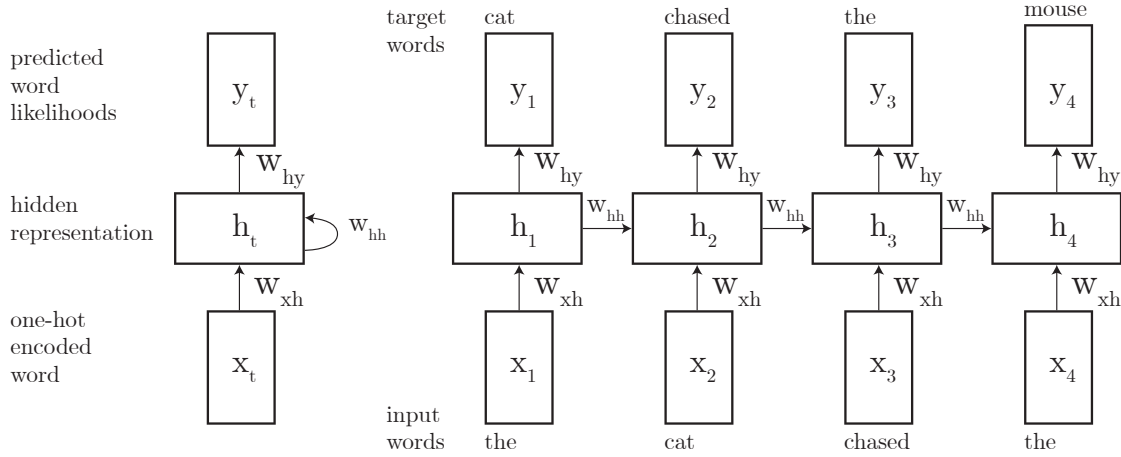 target
words
cat
chased
the
mouse
predicted
word
likelihoods
y_t
y_1
y_2
y_3
y_4
w_hy
w_hy
w_hy
w_hy
w_hy
hidden
representation
h_t
w_hh
h_1
w_hh
h_2
w_hh
h_3
w_hh
h_4
w_xh
w_xh
w_xh
w_xh
w_xh
one-hot
encoded
word
x_t
x_1
x_2
x_3
x_4
input
words
the
cat
chased
the